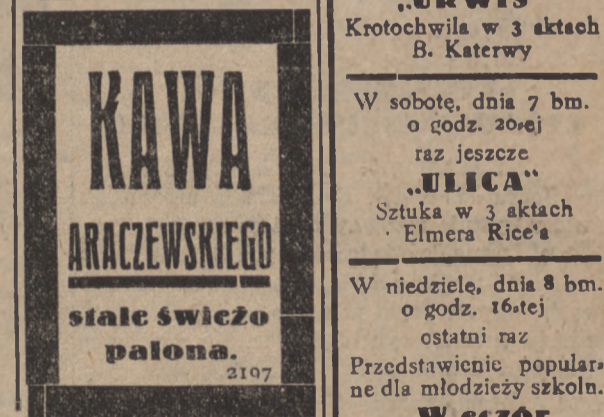 KAWA
ARACZEWSKIEGO
stale świeżo
palona.
2197
„URWIS
Krotochwila w 3 aktach
B. Katerwy
W sobotę, dnia 7 bm.
o godz. 20-ej
raz jeszcze
„ULICA“
Sztuka w 3 aktach
Elmera Rice'a
W niedzielę, dnia 8 bm.
o godz. 16-tej
ostatni raz
Przedstawienie popular-
ne dla młodzieży szkoln.
W